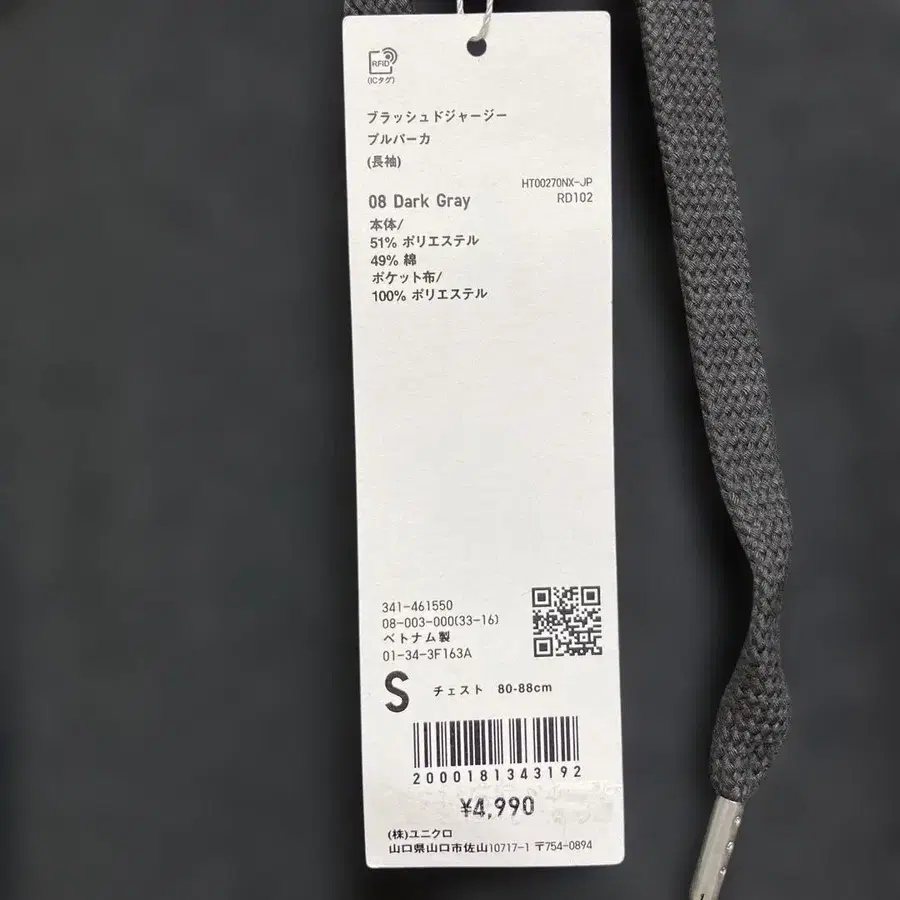 RFiD
(ICタグ)
ブラッシュドジャージー
プルパーカ
(長袖)
HT00270NX-JP
08 Dark Gray
RD102
本体/
51% ポリエステル
49% 綿
ポケット布/
100% ポリエステル
341-461550
08-003-000(33-16)
ベトナム製
01-34-3F163A
S チェスト 80-88cm
2000181343192
¥4,990
(株)ユニクロ
山口県山口市佐山10717-1 〒754-0894